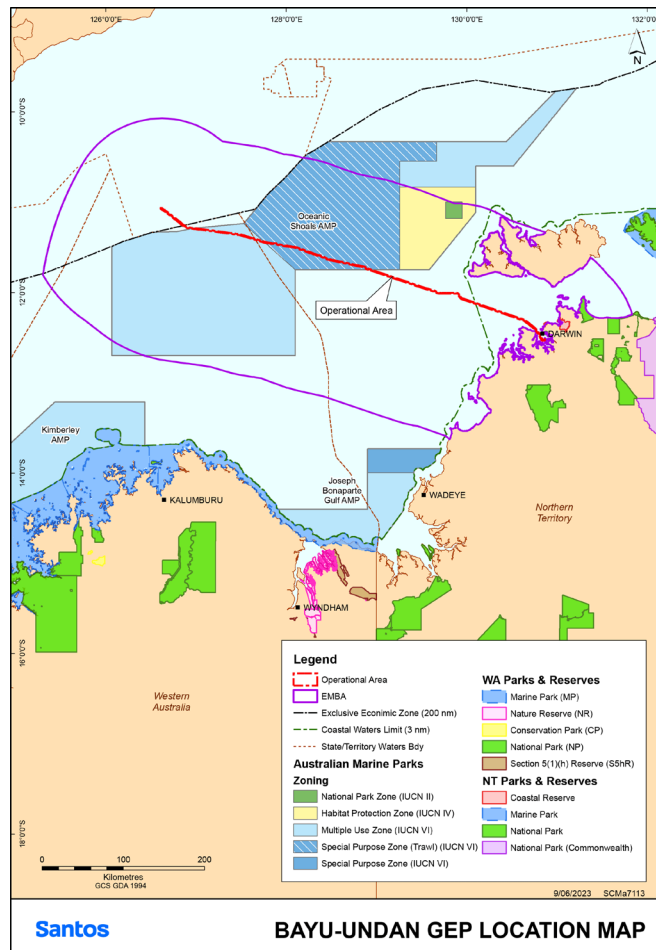 126°0'0"E
128°0'0"E
130°0'0"E
132°0'0"E
N
10°0'0"S
12°0'0"S
14°0'0"S
16°0'0"S
18°0'0"S
Oceanic
Shoals AMP
Operational Area
DARWIN
Kimberley
AMP
KALUMBURU
Joseph
Bonaparte
Gulf AMP
WADEYE
Northern
Territory
WYNDHAM
Western
Australia
Legend
Operational Area
EMBA
Exclusive Econimic Zone (200 nm)
Coastal Waters Limit (3 nm)
State/Territory Waters Bdy
Australian Marine Parks
Zoning
National Park Zone (IUCN II)
Habitat Protection Zone (IUCN IV)
Multiple Use Zone (IUCN VI)
Special Purpose Zone (Trawl) (IUCN VI)
Special Purpose Zone (IUCN VI)
WA Parks & Reserves
Marine Park (MP)
Nature Reserve (NR)
Conservation Park (CP)
National Park (NP)
Section 5(1)(h) Reserve (S5hR)
NT Parks & Reserves
Coastal Reserve
Marine Park
National Park
National Park (Commonwealth)
0 100 200
Kilometres
GCS GDA 1994
9/06/2023 SCMa7113
Santos
BAYU-UNDAN GEP LOCATION MAP